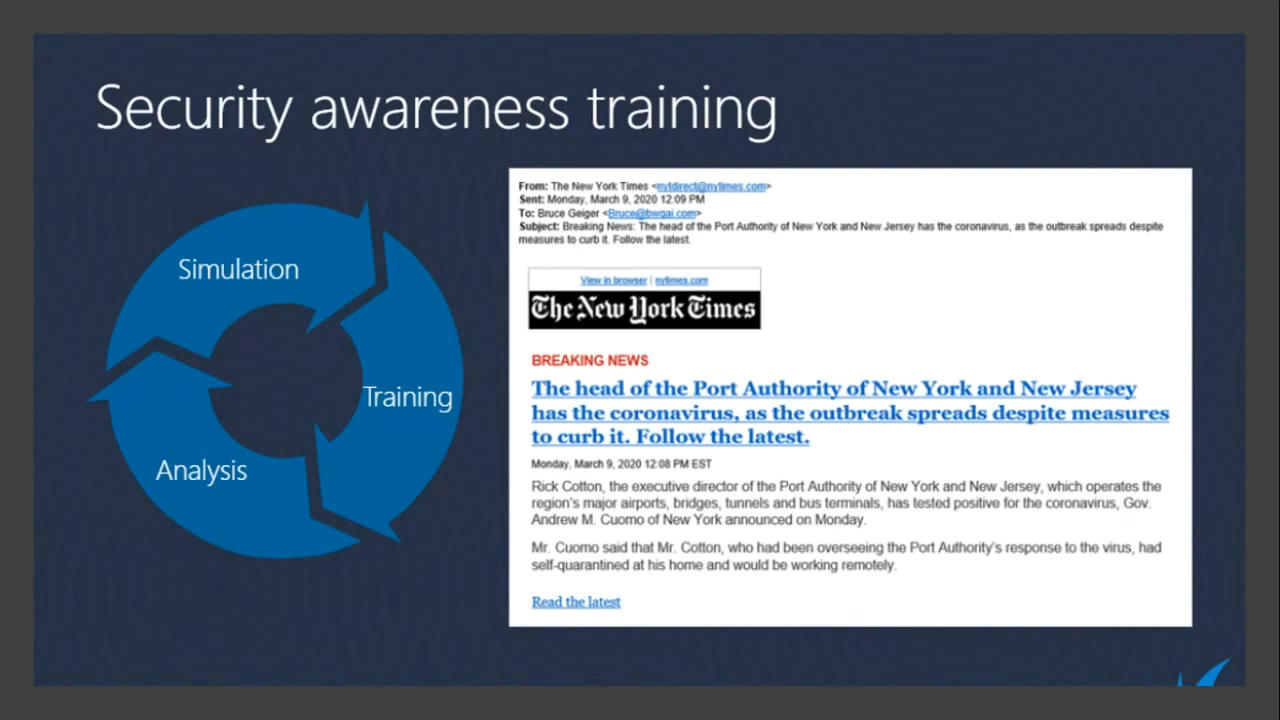 Security awareness training
Simulation
Training
Analysis
From: The New York Times <nytdirect@nytimes.com>
Sent: Monday, March 9, 2020 12:09 PM
To: Bruce Geiger <Bruce@bwgai.com>
Subject: Breaking News: The head of the Port Authority of New York and New Jersey has the coronavirus, as the outbreak spreads despite
measures to curb it. Follow the latest.
View in browser | nytimes.com
The New York Times
BREAKING NEWS
The head of the Port Authority of New York and New Jersey
has the coronavirus, as the outbreak spreads despite measures
to curb it. Follow the latest.
Monday, March 9, 2020 12:08 PM EST
Rick Cotton, the executive director of the Port Authority of New York and New Jersey, which operates the
region's major airports, bridges, tunnels and bus terminals, has tested positive for the coronavirus, Gov.
Andrew M. Cuomo of New York announced on Monday.
Mr. Cuomo said that Mr. Cotton, who had been overseeing the Port Authority's response to the virus, had
self-quarantined at his home and would be working remotely.
Read the latest